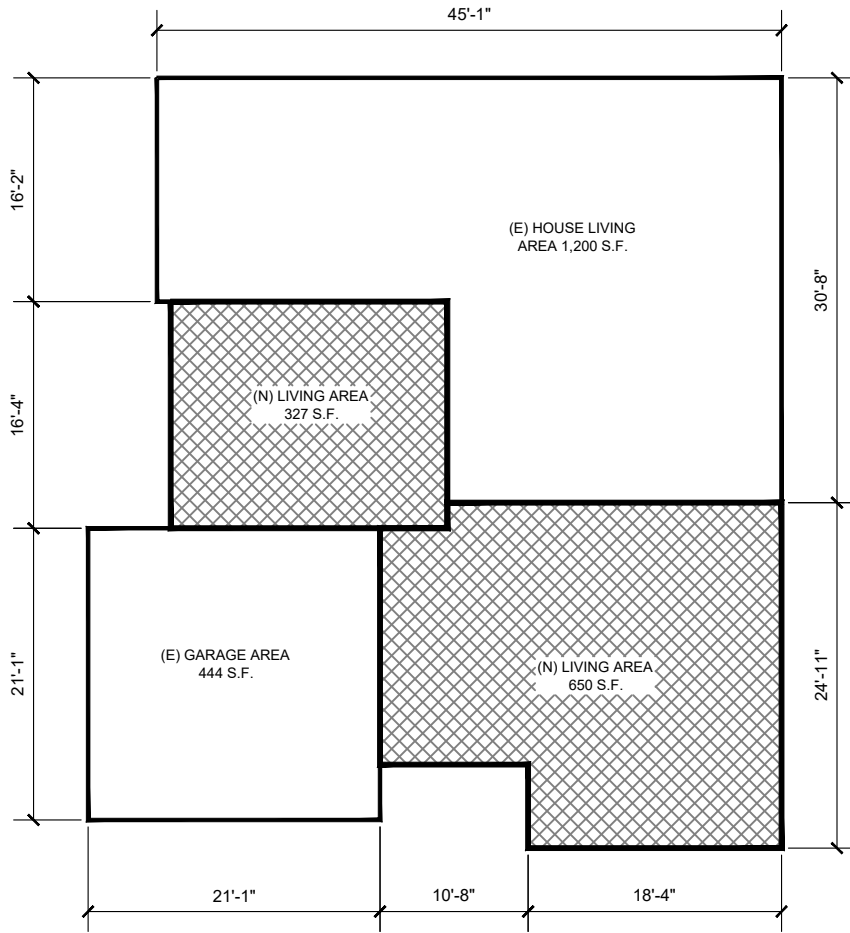 45'-1"
16'-2"
(E) HOUSE LIVING
AREA 1,200 S.F.
30'-8"
16'-4"
(N) LIVING AREA
327 S.F.
21'-1"
(E) GARAGE AREA
444 S.F.
(N) LIVING AREA
650 S.F.
24'-11"
21'-1"
10'-8"
18'-4"